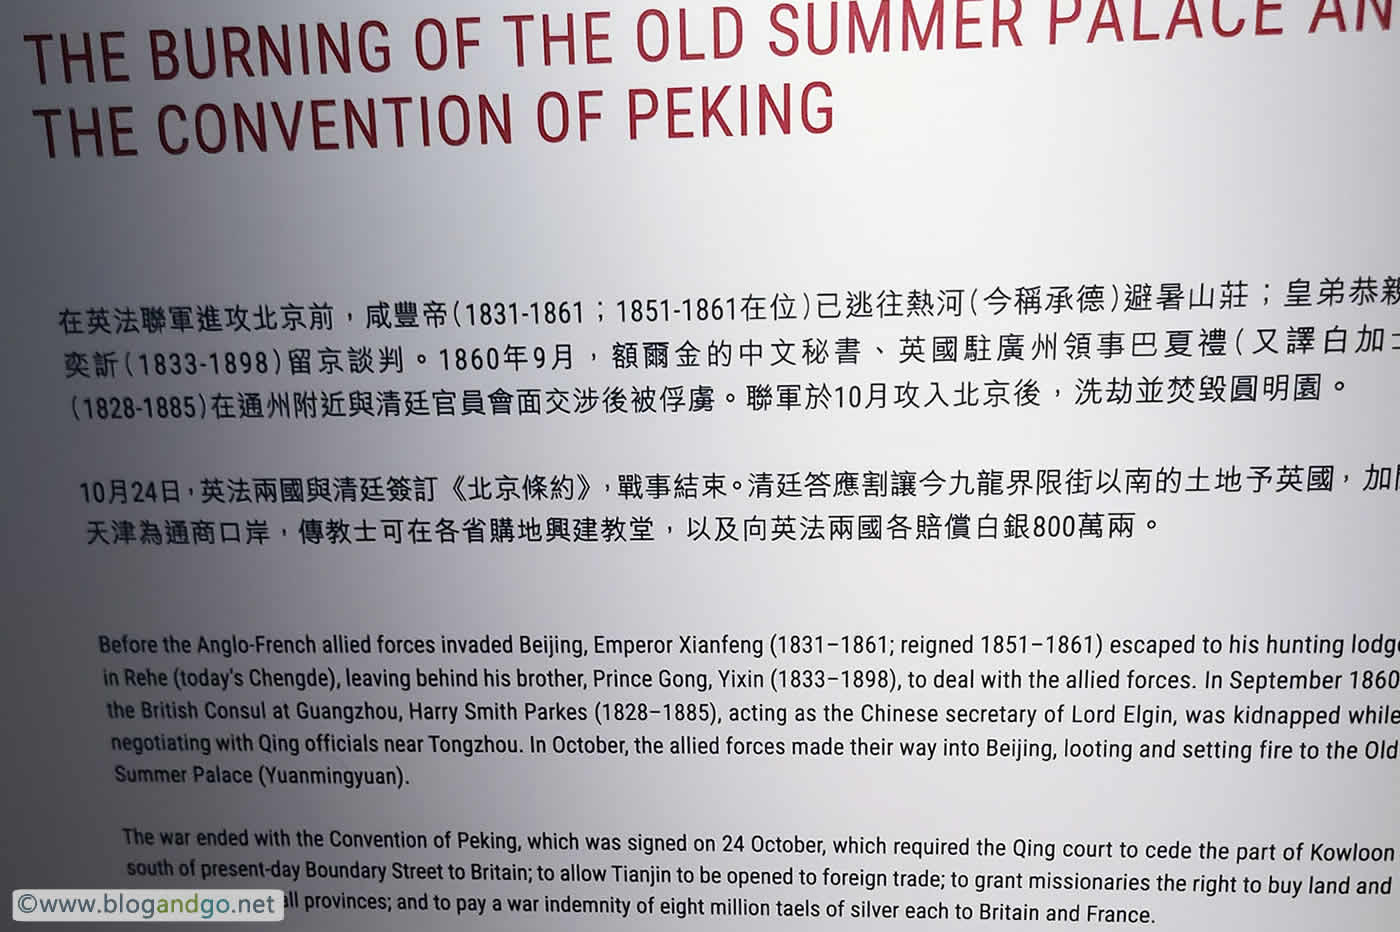 THE BURNING OF THE OLD SUMMER PALACE AN
THE CONVENTION OF PEKING
在英法聯軍進攻北京前，咸豐帝(1831-1861；1851-1861在位)已逃往熱河(今稱承德)避暑山莊；皇弟恭親
奕訢(1833-1898)留京談判。1860年9月，額爾金的中文秘書、英國駐廣州領事巴夏禮(又譯白加士
(1828-1885)在通州附近與清廷官員會面交涉後被俘虜。聯軍於10月攻入北京後，洗劫並焚毀圓明園。
10月24日，英法兩國與清廷簽訂《北京條約》，戰事結束。清廷答應割讓今九龍界限街以南的土地予英國，加開
天津為通商口岸，傳教士可在各省購地興建教堂，以及向英法兩國各賠償白銀800萬兩。
Before the Anglo-French allied forces invaded Beijing, Emperor Xianfeng (1831–1861; reigned 1851–1861) escaped to his hunting lodge
in Rehe (today's Chengde), leaving behind his brother, Prince Gong, Yixin (1833–1898), to deal with the allied forces. In September 1860
the British Consul at Guangzhou, Harry Smith Parkes (1828–1885), acting as the Chinese secretary of Lord Elgin, was kidnapped while
negotiating with Qing officials near Tongzhou. In October, the allied forces made their way into Beijing, looting and setting fire to the Old
Summer Palace (Yuanmingyuan).
The war ended with the Convention of Peking, which was signed on 24 October, which required the Qing court to cede the part of Kowloon
south of present-day Boundary Street to Britain; to allow Tianjin to be opened to foreign trade; to grant missionaries the right to buy land and
all provinces; and to pay a war indemnity of eight million taels of silver each to Britain and France.
©www.blogandgo.net